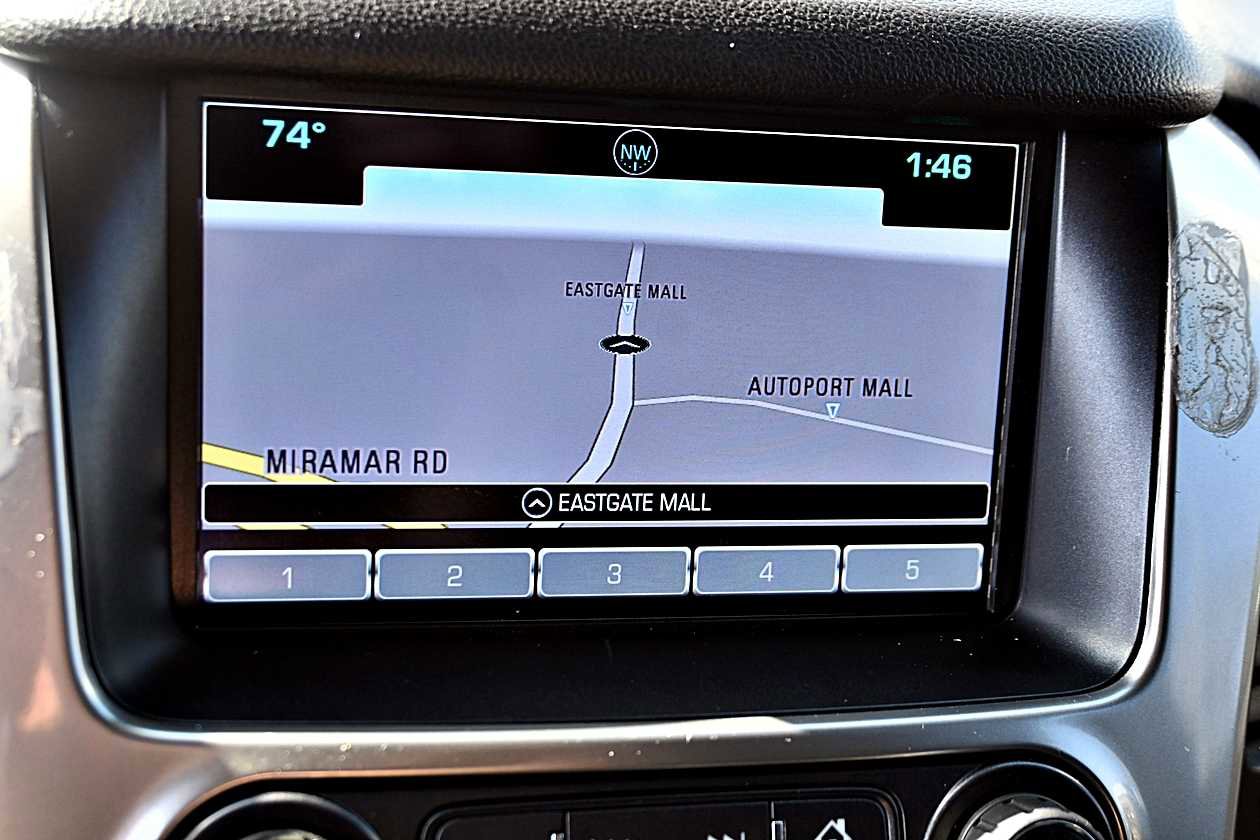 74°
NW
1:46
EASTGATE MALL
AUTOPORT MALL
MIRAMAR RD
EASTGATE MALL
1 2 3 4 5